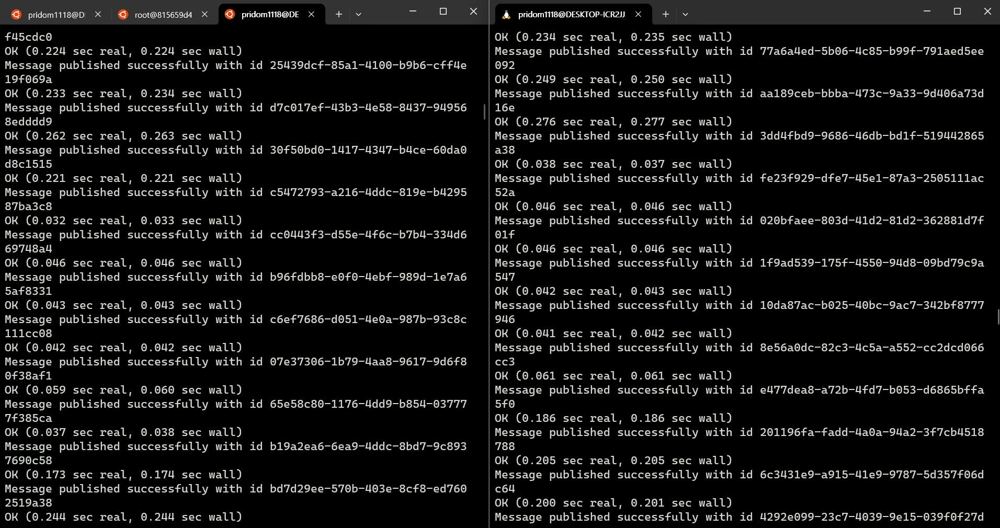 pridom1118@D
root@815659d4
pridom1118@DE
f45cdc0
OK (0.224 sec real, 0.224 sec wall)
Message published successfully with id 25439dcf-85a1-4100-b9b6-cff4e
19f069a
OK (0.233 sec real, 0.234 sec wall)
Message published successfully with id d7c017ef-43b3-4e58-8437-94956
8edddd9
OK (0.262 sec real, 0.263 sec wall)
Message published successfully with id 30f50bd0-1417-4347-b4ce-60da0
d8c1515
OK (0.221 sec real, 0.221 sec wall)
Message published successfully with id c5472793-a216-4ddc-819e-b4295
87ba3c8
OK (0.032 sec real, 0.033 sec wall)
Message published successfully with id cc0443f3-d55e-4f6c-b7b4-334d6
69748a4
OK (0.046 sec real, 0.046 sec wall)
Message published successfully with id b96fdbb8-e0f0-4ebf-989d-1e7a6
5af8331
OK (0.043 sec real, 0.043 sec wall)
Message published successfully with id c6ef7686-d051-4e0a-987b-93c8c
111cc08
OK (0.042 sec real, 0.042 sec wall)
Message published successfully with id 07e37306-1b79-4aa8-9617-9d6f8
0f38af1
OK (0.059 sec real, 0.060 sec wall)
Message published successfully with id 65e58c80-1176-4dd9-b854-03777
7f385ca
OK (0.037 sec real, 0.038 sec wall)
Message published successfully with id b19a2ea6-6ea9-4ddc-8bd7-9c893
7690c58
OK (0.173 sec real, 0.174 sec wall)
Message published successfully with id bd7d29ee-570b-403e-8cf8-ed760
2519a38
OK (0.244 sec real, 0.244 sec wall)
pridom1118@DESKTOP-ICR2JJ
OK (0.234 sec real, 0.235 sec wall)
Message published successfully with id 77a6a4ed-5b06-4c85-b99f-791aed5ee
092
OK (0.249 sec real, 0.250 sec wall)
Message published successfully with id aa189ceb-bbba-473c-9a33-9d406a73d
16e
OK (0.276 sec real, 0.277 sec wall)
Message published successfully with id 3dd4fbd9-9686-46db-bd1f-519442865
a38
OK (0.038 sec real, 0.037 sec wall)
Message published successfully with id fe23f929-dfe7-45e1-87a3-2505111ac
52a
OK (0.046 sec real, 0.046 sec wall)
Message published successfully with id 020bfaee-803d-41d2-81d2-362881d7f
01f
OK (0.046 sec real, 0.046 sec wall)
Message published successfully with id 1f9ad539-175f-4550-94d8-09bd79c9a
547
OK (0.042 sec real, 0.043 sec wall)
Message published successfully with id 10da87ac-b025-40bc-9ac7-342bf8777
946
OK (0.041 sec real, 0.042 sec wall)
Message published successfully with id 8e56a0dc-82c3-4c5a-a552-cc2dcd066
cc3
OK (0.061 sec real, 0.061 sec wall)
Message published successfully with id e477dea8-a72b-4fd7-b053-d6865bffa
5f0
OK (0.186 sec real, 0.186 sec wall)
Message published successfully with id 201196fa-fadd-4a0a-94a2-3f7cb4518
788
OK (0.205 sec real, 0.205 sec wall)
Message published successfully with id 6c3431e9-a915-41e9-9787-5d357f06d
c64
OK (0.200 sec real, 0.201 sec wall)
Message published successfully with id 4292e099-23c7-4039-9e15-039f0f27d